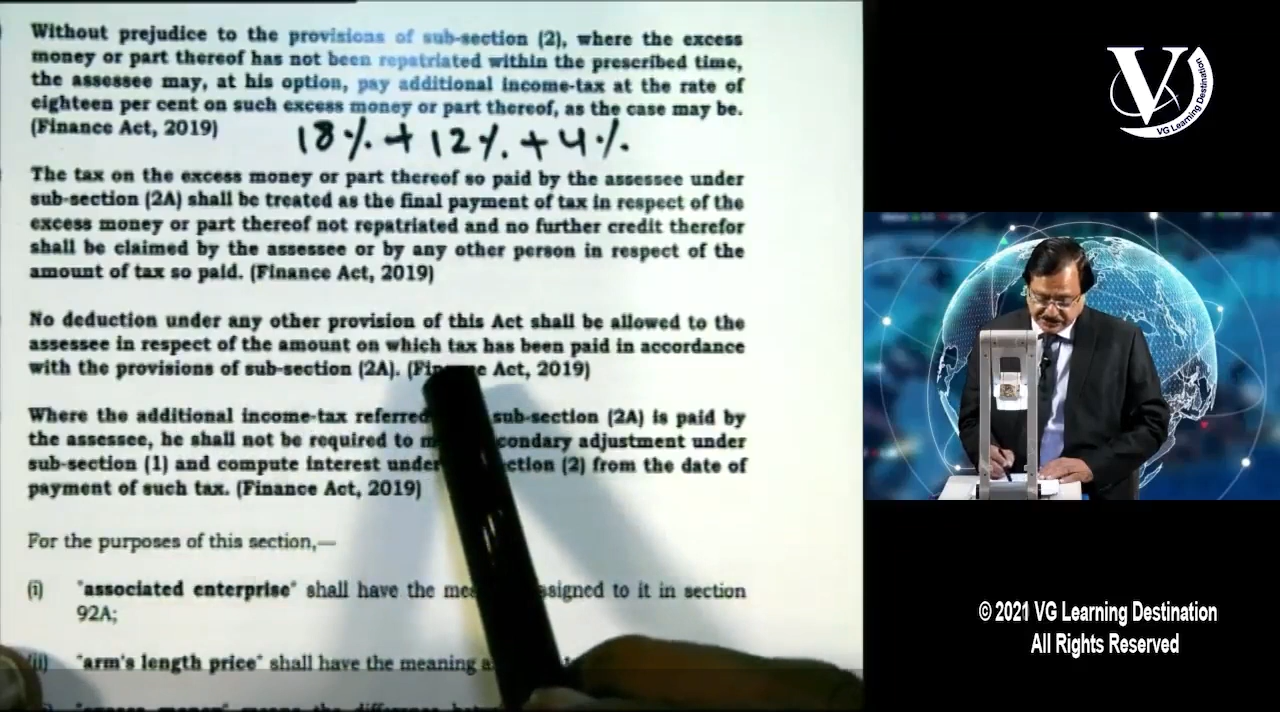 Without prejudice to the provisions of sub-section (2), where the excess
money or part thereof has not been repatriated within the prescribed time,
the assessee may, at his option, pay additional income-tax at the rate of
eighteen per cent on such excess money or part thereof, as the case may be.
(Finance Act, 2019)
18% + 12% + 4%
The tax on the excess money or part thereof so paid by the assessee under
sub-section (2A) shall be treated as the final payment of tax in respect of the
excess money or part thereof not repatriated and no further credit therefor
shall be claimed by the assessee or by any other person in respect of the
amount of tax so paid. (Finance Act, 2019)
No deduction under any other provision of this Act shall be allowed to the
assessee in respect of the amount on which tax has been paid in accordance
with the provisions of sub-section (2A). Act, 2019)
Where the additional income-tax referred sub-section (2A) is paid by
the assessee, he shall not be required to adjustment under
sub-section (1) and compute interest under (2) from the date of
payment of such tax. (Finance Act, 2019)
For the purposes of this section,—
(i) "associated enterprise" shall have the to it in section
92A;
(ii) "arm's length price" shall have the meaning
V
VG Learning Destination
© 2021 VG Learning Destination
All Rights Reserved